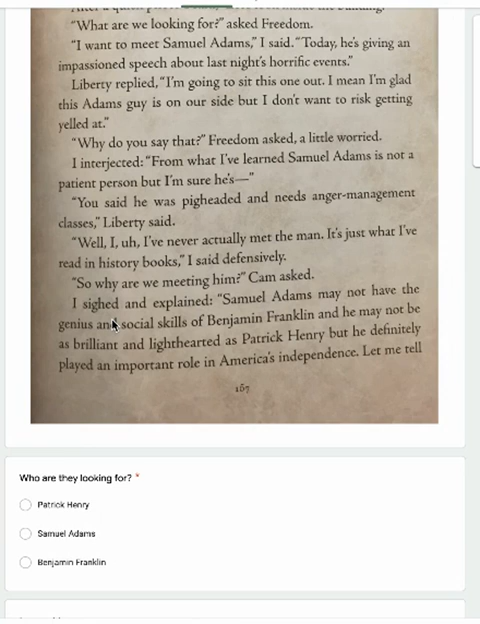 "What are we looking for?" asked Freedom.
"I want to meet Samuel Adams," I said. "Today, he's giving an
impassioned speech about last night's horrific events."
Liberty replied, "I'm going to sit this one out. I mean I'm glad
this Adams guy is on our side but I don't want to risk getting
yelled at."
"Why do you say that?" Freedom asked, a little worried.
I interjected: "From what I've learned Samuel Adams is not a
patient person but I'm sure he's—"
"You said he was pigheaded and needs anger-management
classes," Liberty said.
"Well, I, uh, I've never actually met the man. It's just what I've
read in history books," I said defensively.
"So why are we meeting him?" Cam asked.
I sighed and explained: "Samuel Adams may not have the
genius and social skills of Benjamin Franklin and he may not be
as brilliant and lighthearted as Patrick Henry but he definitely
played an important role in America's independence. Let me tell
167
Who are they looking for? *
Patrick Henry
Samuel Adams
Benjamin Franklin